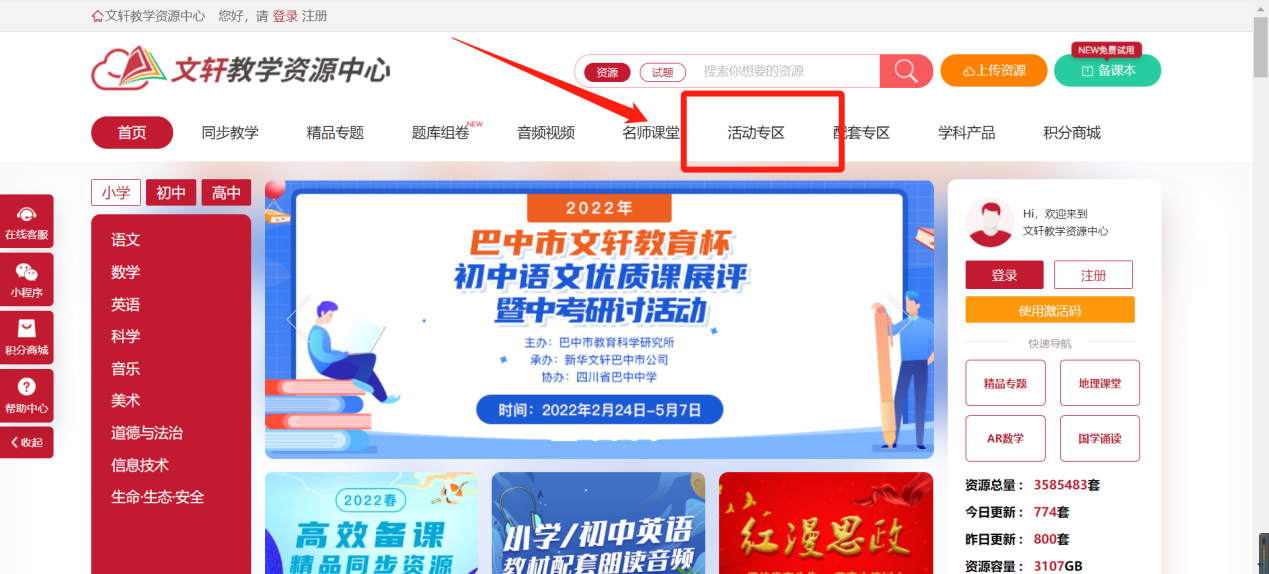 文轩教学资源中心 您好，请 登录 注册
文轩教学资源中心
资源 试题 搜索你想要的资源
上传资源
NEW免费试用
备课本
首页 同步教学 精品专题 题库组卷 NEW 音频视频 名师课堂 活动专区 配套专区 学科产品 积分商城
小学 初中 高中
语文
数学
英语
科学
音乐
美术
道德与法治
信息技术
生命·生态·安全
在线客服
小程序
积分商城
帮助中心
收起
2022年
巴中市文轩教育杯
初中语文优质课展评
暨中考研讨活动
主办：巴中市教育科学研究所
承办：新华文轩巴中市公司
协办：四川省巴中中学
时间：2022年2月24日-5月7日
Hi，欢迎来到
文轩教学资源中心
登录 注册
使用激活码
快速导航
精品专题 地理课堂
AR数学 国学诵读
资源总量： 3585483套
今日更新： 774套
昨日更新： 800套
资源容量： 3107GB
2022春
高效备课
精品同步资源
小学/初中英语
教材配套朗读音频
红漫思政